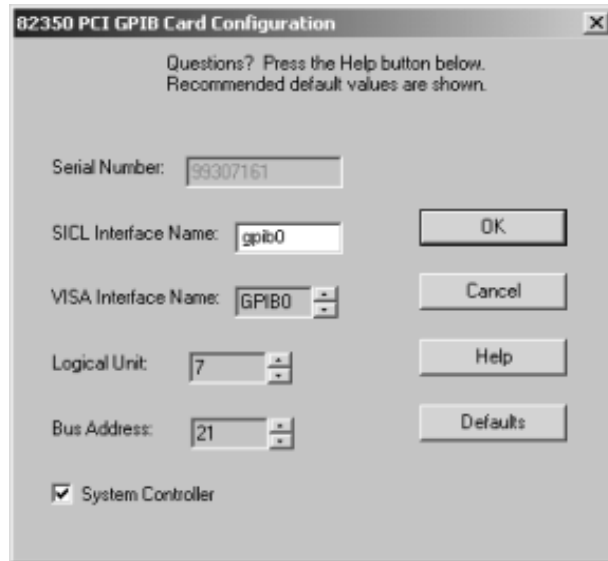 82350 PCI GPIB Card Configuration
Questions? Press the Help button below.
Recommended default values are shown.
Serial Number: 99307161
SICL Interface Name: gpib0
OK
VISA Interface Name: GPIB0
Cancel
Logical Unit: 7
Help
Bus Address: 21
Defaults
System Controller